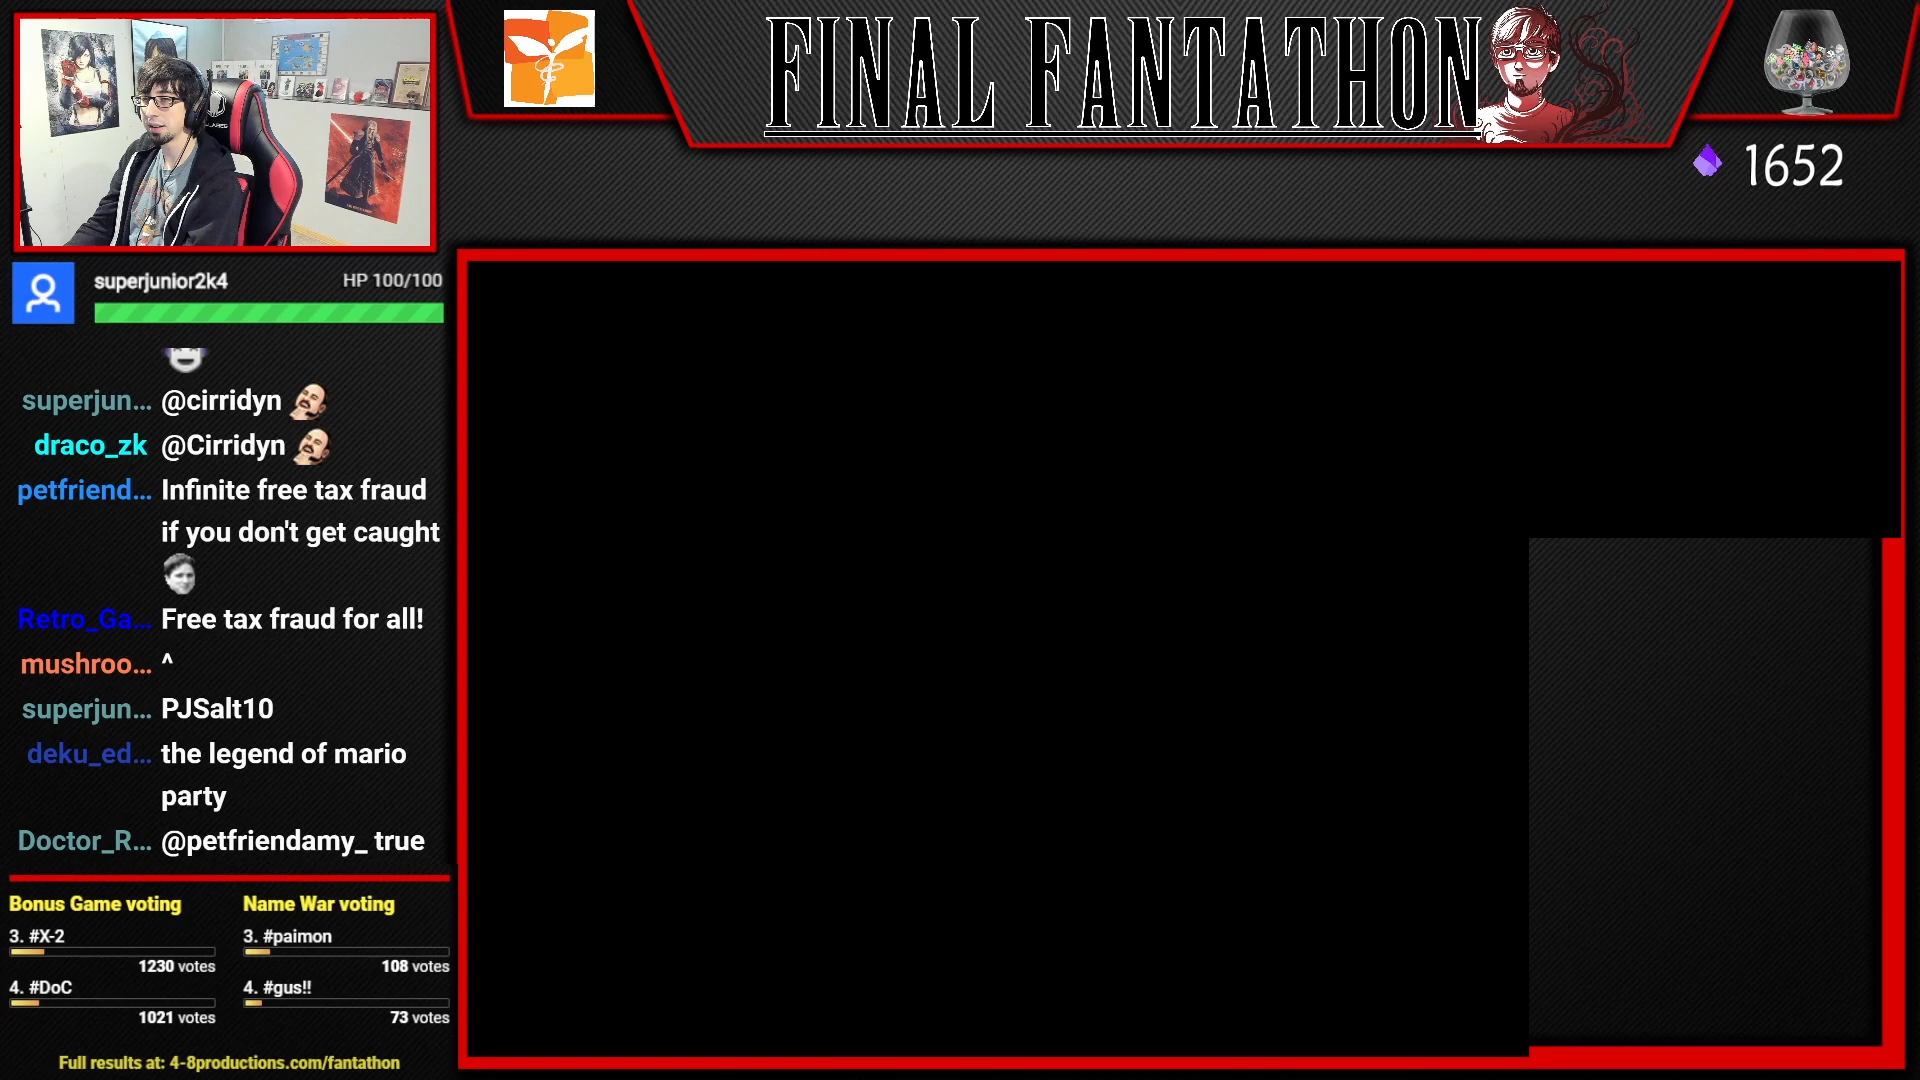 FINAL FANTATHON
1652
superjunior2k4 HP 100/100
superjun... @cirridyn
draco_zk @Cirridyn
petfriend... Infinite free tax fraud
if you don't get caught
Retro_Ga... Free tax fraud for all!
mushroo... ^
superjun... PJSalt10
deku_ed... the legend of mario
party
Doctor_R... @petfriendamy_ true
Bonus Game voting
3. #X-2
1230 votes
4. #DoC
1021 votes
Name War voting
3. #paimon
108 votes
4. #gus!!
73 votes
Full results at: 4-8productions.com/fantathon